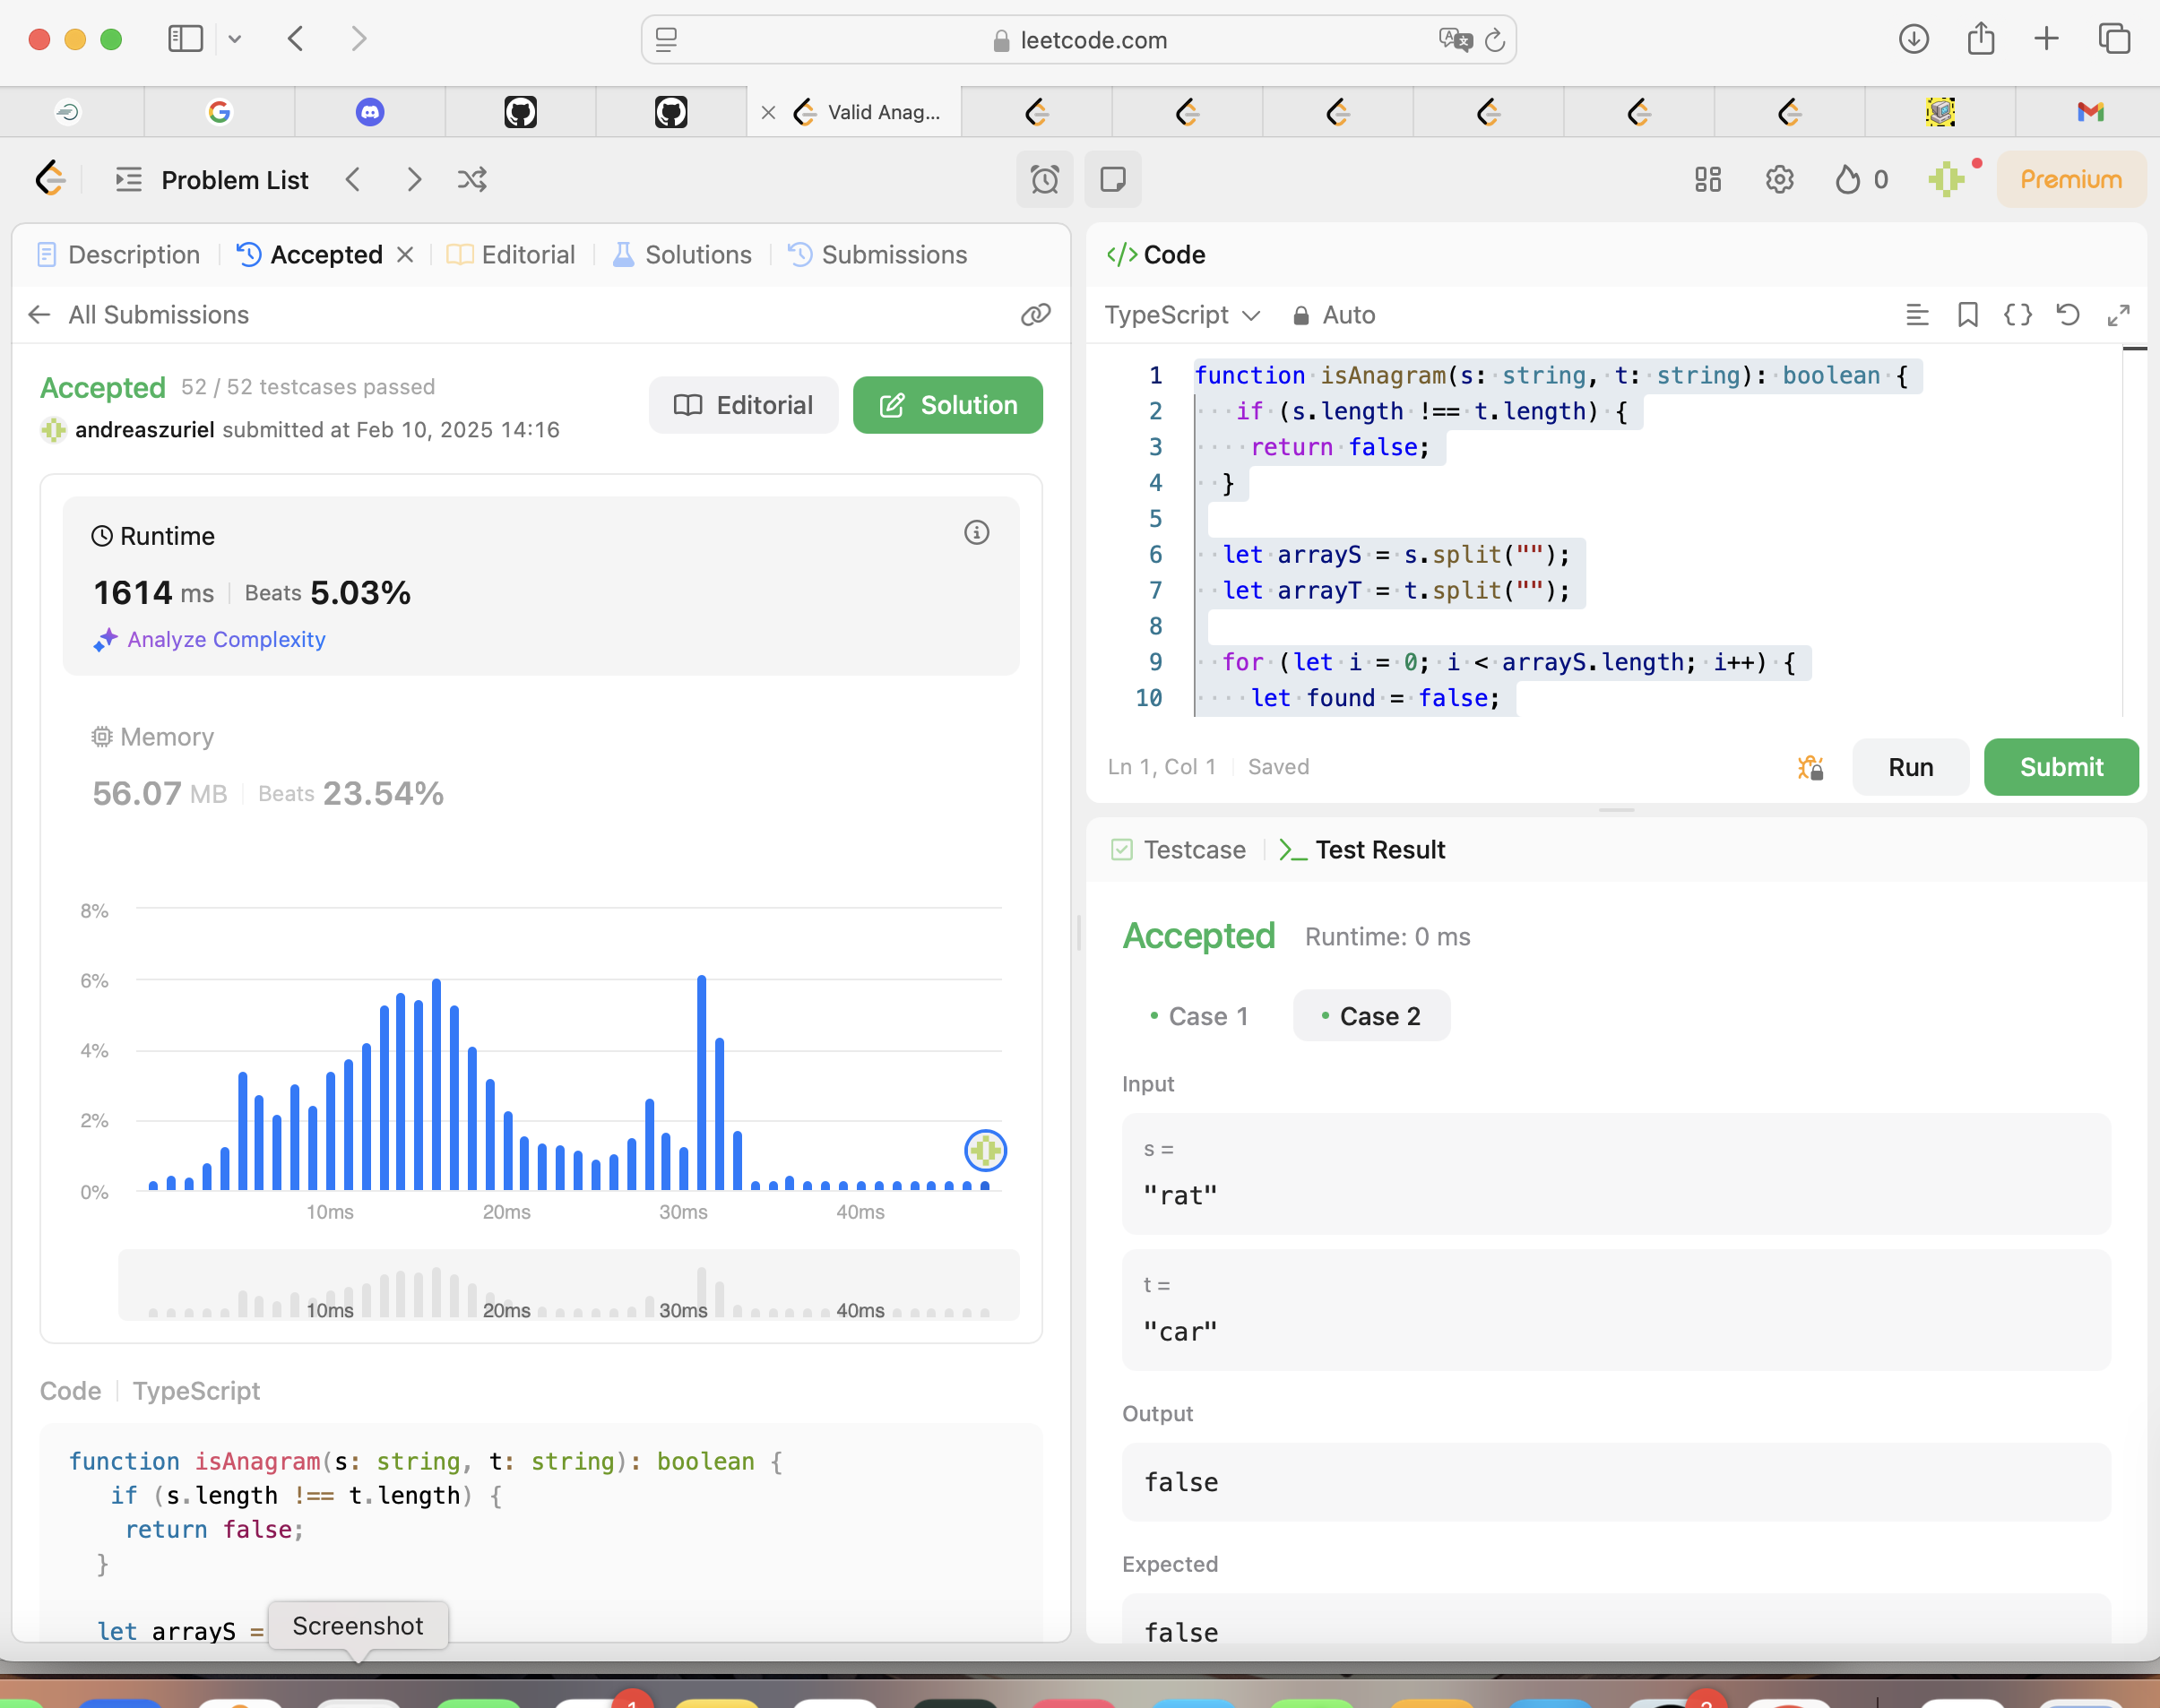 leetcode.com
Valid Anag...
Problem List
0
Premium
Description
Accepted
Editorial
Solutions
Submissions
All Submissions
Accepted 52 / 52 testcases passed
andreaszuriel submitted at Feb 10, 2025 14:16
Editorial
Solution
Runtime
1614 ms Beats 5.03%
Analyze Complexity
Memory
56.07 MB Beats 23.54%
8%
6%
4%
2%
0%
10ms 20ms 30ms 40ms
10ms 20ms 30ms 40ms
Code TypeScript
function isAnagram(s: string, t: string): boolean {
if (s.length !== t.length) {
return false;
}
let arrayS =
Screenshot
</> Code
TypeScript Auto
1 function isAnagram(s: string, t: string): boolean {
2 if (s.length !== t.length) {
3 return false;
4 }
5
6 let arrayS = s.split("");
7 let arrayT = t.split("");
8
9 for (let i = 0; i < arrayS.length; i++) {
10 let found = false;
Ln 1, Col 1 Saved
Run
Submit
Testcase
Test Result
Accepted Runtime: 0 ms
Case 1 Case 2
Input
s =
"rat"
t =
"car"
Output
false
Expected
false